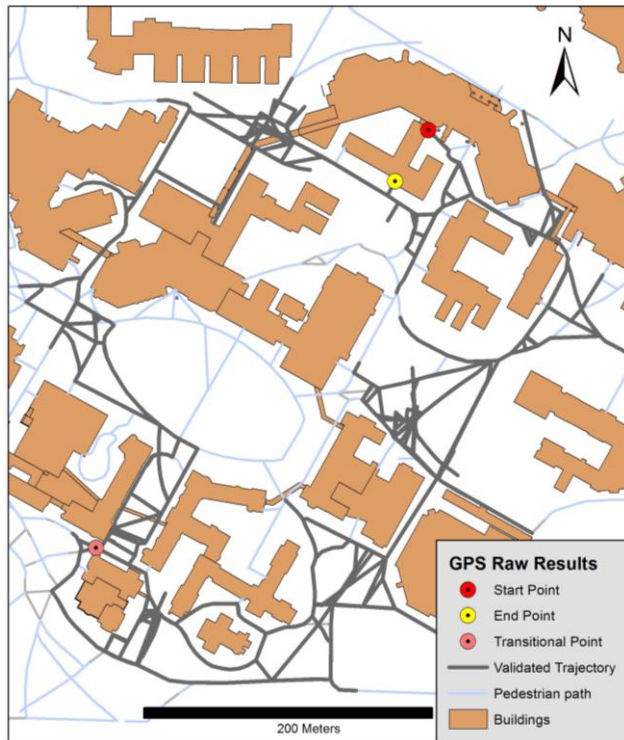 N
GPS Raw Results
Start Point
End Point
Transitional Point
Validated Trajectory
Pedestrian path
Buildings
200 Meters